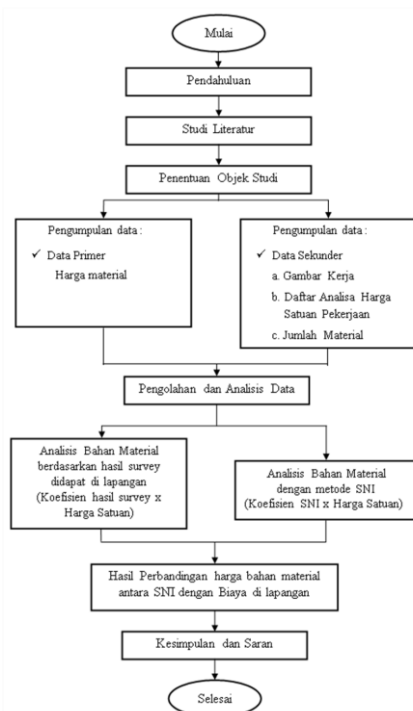 Mulai
Pendahuluan
Studi Literatur
Penentuan Objek Studi
Pengumpulan data :
✓ Data Primer
Harga material
Pengumpulan data :
✓ Data Sekunder
a. Gambar Kerja
b. Daftar Analisa Harga
Satuan Pekerjaan
c. Jumlah Material
Pengolahan dan Analisis Data
Analisis Bahan Material
berdasarkan hasil survey
didapat di lapangan
(Koefisien hasil survey x
Harga Satuan)
Analisis Bahan Material
dengan metode SNI
(Koefisien SNI x Harga Satuan)
Hasil Perbandingan harga bahan material
antara SNI dengan Biaya di lapangan
Kesimpulan dan Saran
Selesai